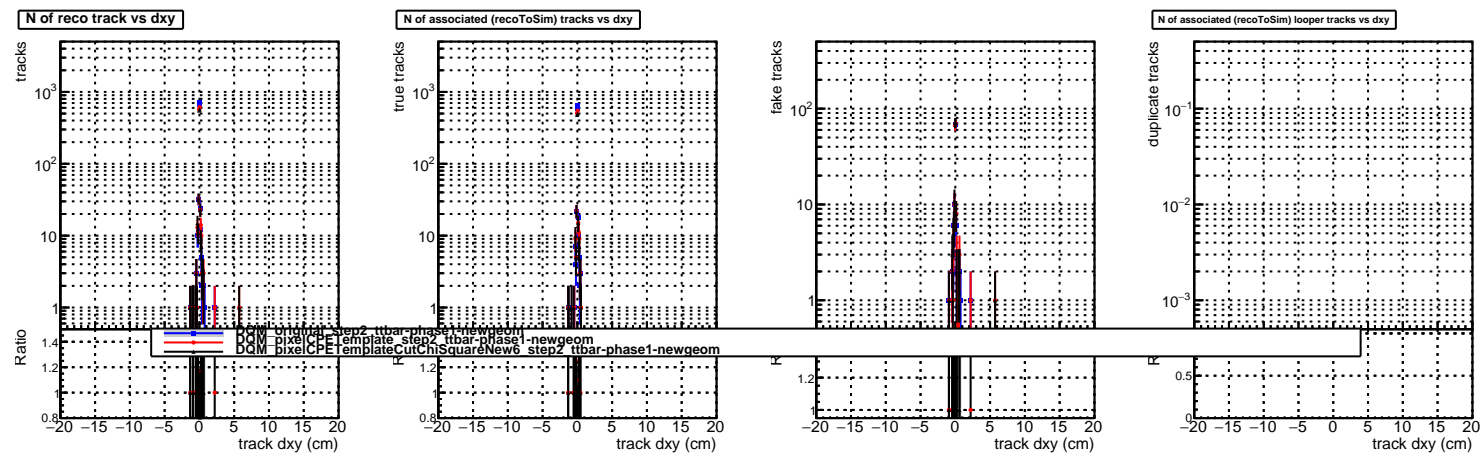 N of reco track vs dxy
N of associated (recoToSim) tracks vs dxy
N of associated (recoToSim) looper tracks vs dxy
tracks
10³
10²
10
1
true tracks
10³
10²
10
1
fake tracks
10²
10
1
duplicate tracks
10⁻¹
10⁻²
10⁻³
DQM_original_step2_ttbar-phase1-newgeom
DQM_pixelCPETemplate_step2_ttbar-phase1-newgeom
DQM_pixelCPETemplateCutChiSquareNew6_step2_ttbar-phase1-newgeom
Ratio
1.4
1.2
1
0.8
1.2
1
0.8
1.2
1
0.5
0
−20 −15 −10 −5 0 5 10 15 20
track dxy (cm)
−20 −15 −10 −5 0 5 10 15 20
track dxy (cm)
−20 −15 −10 −5 0 5 10 15 20
track dxy (cm)
−20 −15 −10 −5 0 5 10 15 20
track dxy (cm)